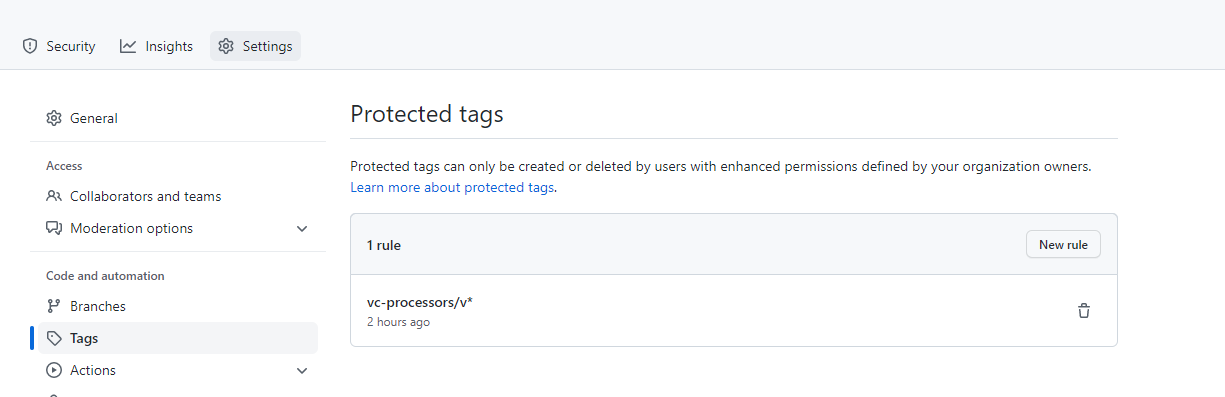 Security
Insights
Settings
General
Access
Collaborators and teams
Moderation options
Code and automation
Branches
Tags
Actions
Protected tags
Protected tags can only be created or deleted by users with enhanced permissions defined by your organization owners.
Learn more about protected tags.
1 rule
New rule
vc-processors/v*
2 hours ago